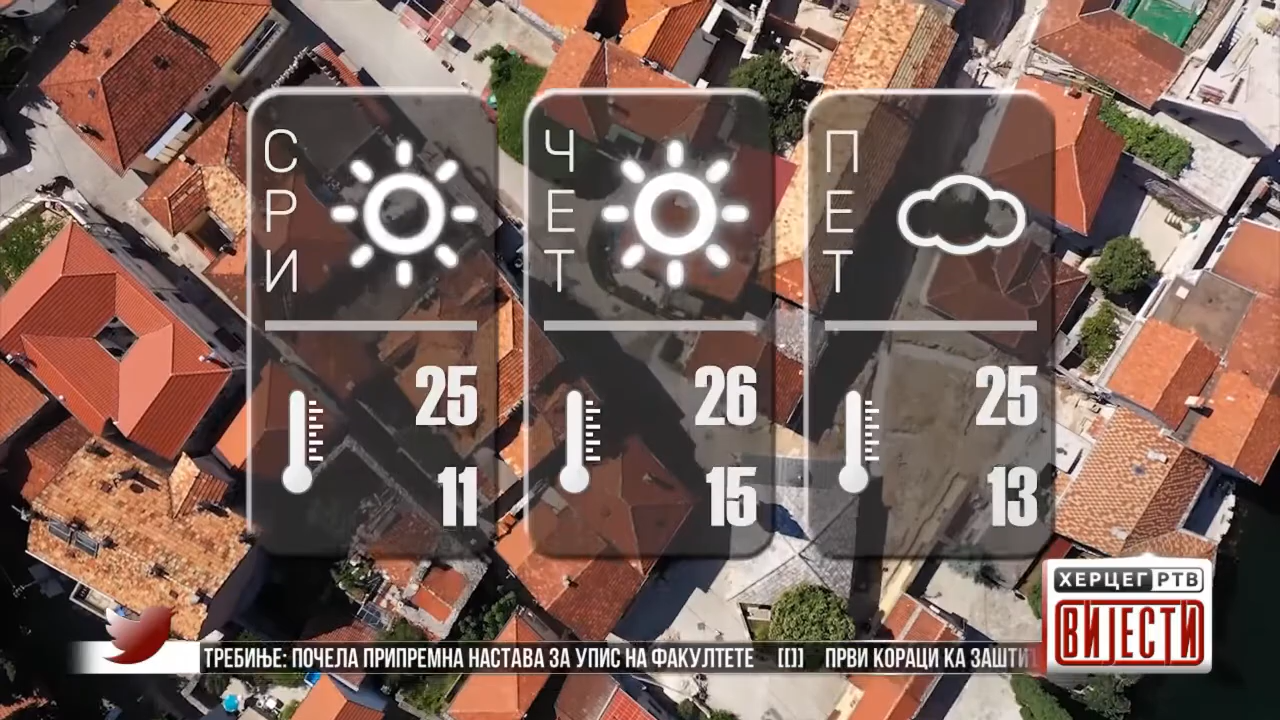 СРИ
25
11
ЧЕТ
26
15
ПЕТ
25
13
ХЕРЦЕГ РТВ
ВИЈЕСТИ
ТРЕБИЊЕ: ПОЧЕЛА ПРИПРЕМНА НАСТАВА ЗА УПИС НА ФАКУЛТЕТЕ [[]] ПРВИ КОРАЦИ КА